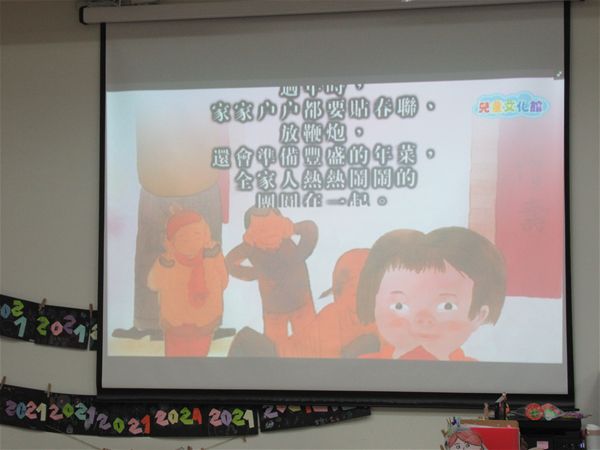 過年時，
家家户户都要貼春聯、
放鞭炮，
還會準備豐盛的年菜，
全家人熱熱鬧鬧的
團圓在一起。
兒童文化館
2021 2021
2021 2021 2021 2021 2021